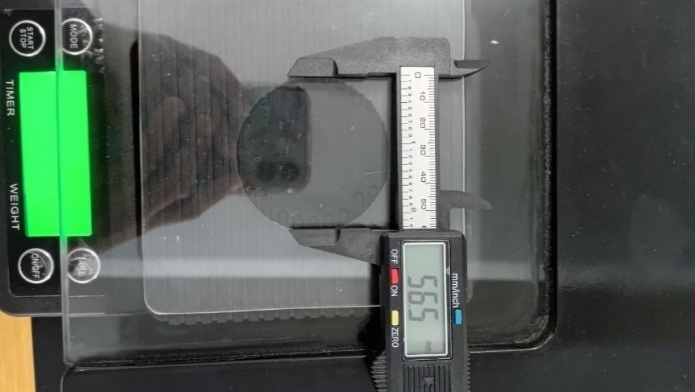 START
STOP
MODE
TIMER
WEIGHT
ON/OFF
0
10
20
30
40
50
mm/inch
OFF
ON
ZERO
56.5